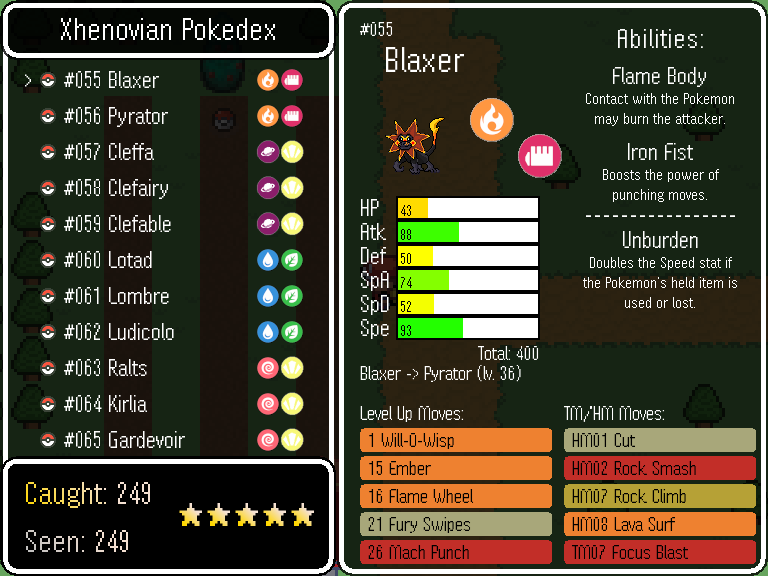 Xhenovian Pokedex
> #055 Blaxer
#056 Pyrator
#057 Cleffa
#058 Clefairy
#059 Clefable
#060 Lotad
#061 Lombre
#062 Ludicolo
#063 Ralts
#064 Kirlia
#065 Gardevoir
Caught: 249
Seen: 249
#055
Blaxer
HP 43
Atk 88
Def 50
SpA 74
SpD 52
Spe 93
Total: 400
Blaxer -> Pyrator (lv. 36)
Abilities:
Flame Body
Contact with the Pokemon
may burn the attacker.
Iron Fist
Boosts the power of
punching moves.
Unburden
Doubles the Speed stat if
the Pokemon's held item is
used or lost.
Level Up Moves:
1 Will-O-Wisp
15 Ember
16 Flame Wheel
21 Fury Swipes
26 Mach Punch
TM/HM Moves:
HM01 Cut
HM02 Rock Smash
HM07 Rock Climb
HM08 Lava Surf
TM07 Focus Blast